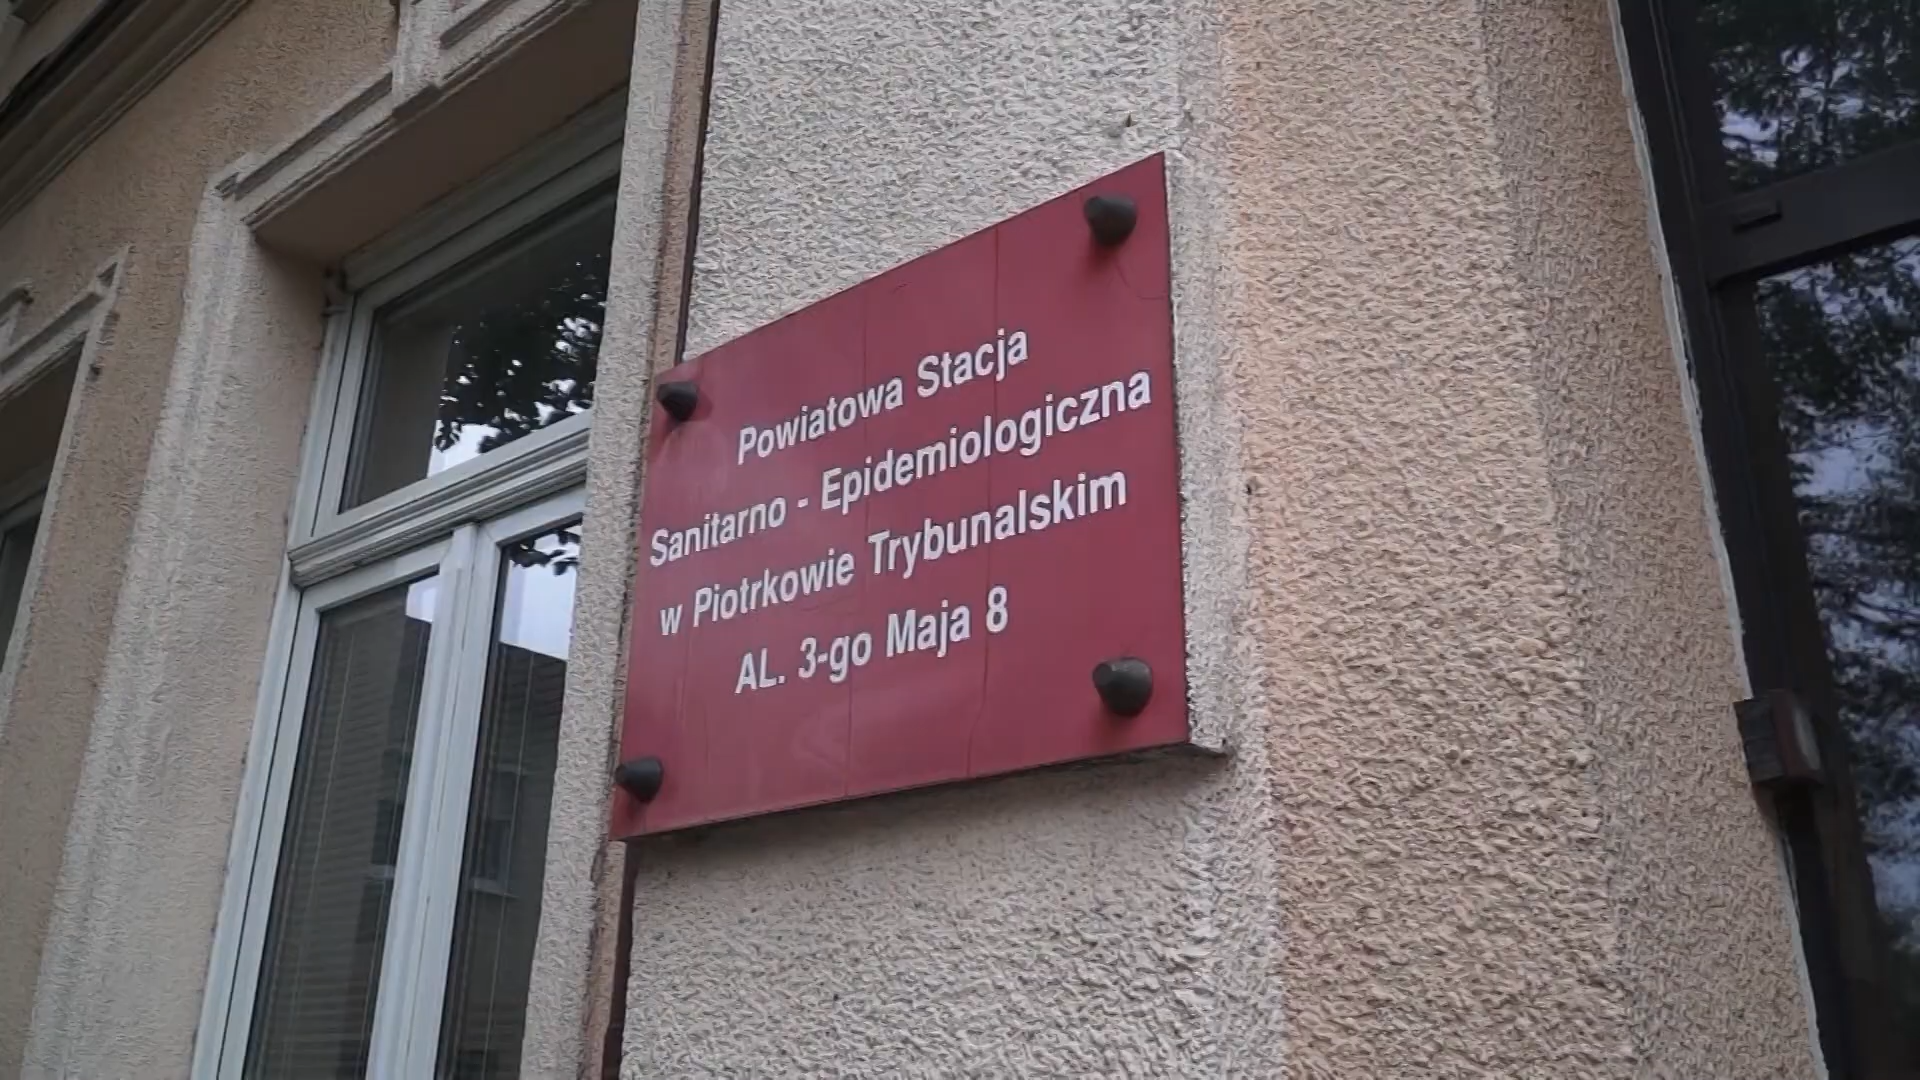 Powiatowa Stacja
Sanitarno - Epidemiologiczna
w Piotrkowie Trybunalskim
AL. 3-go Maja 8